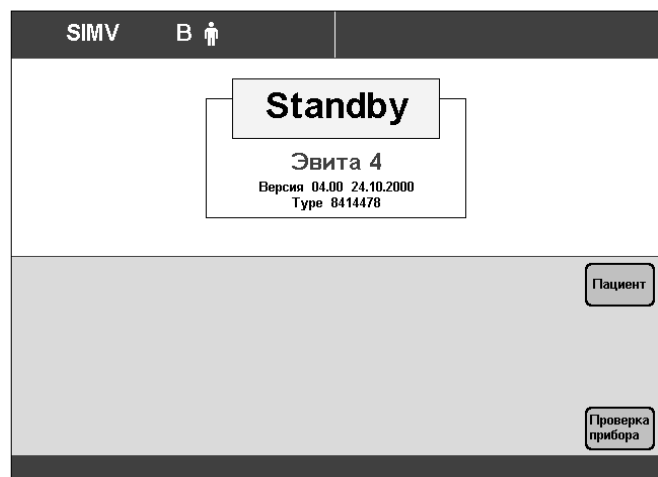 SIMV В
Standby
Эвита 4
Версия 04.00 24.10.2000
Type 8414478
Пациент
Проверка
прибора